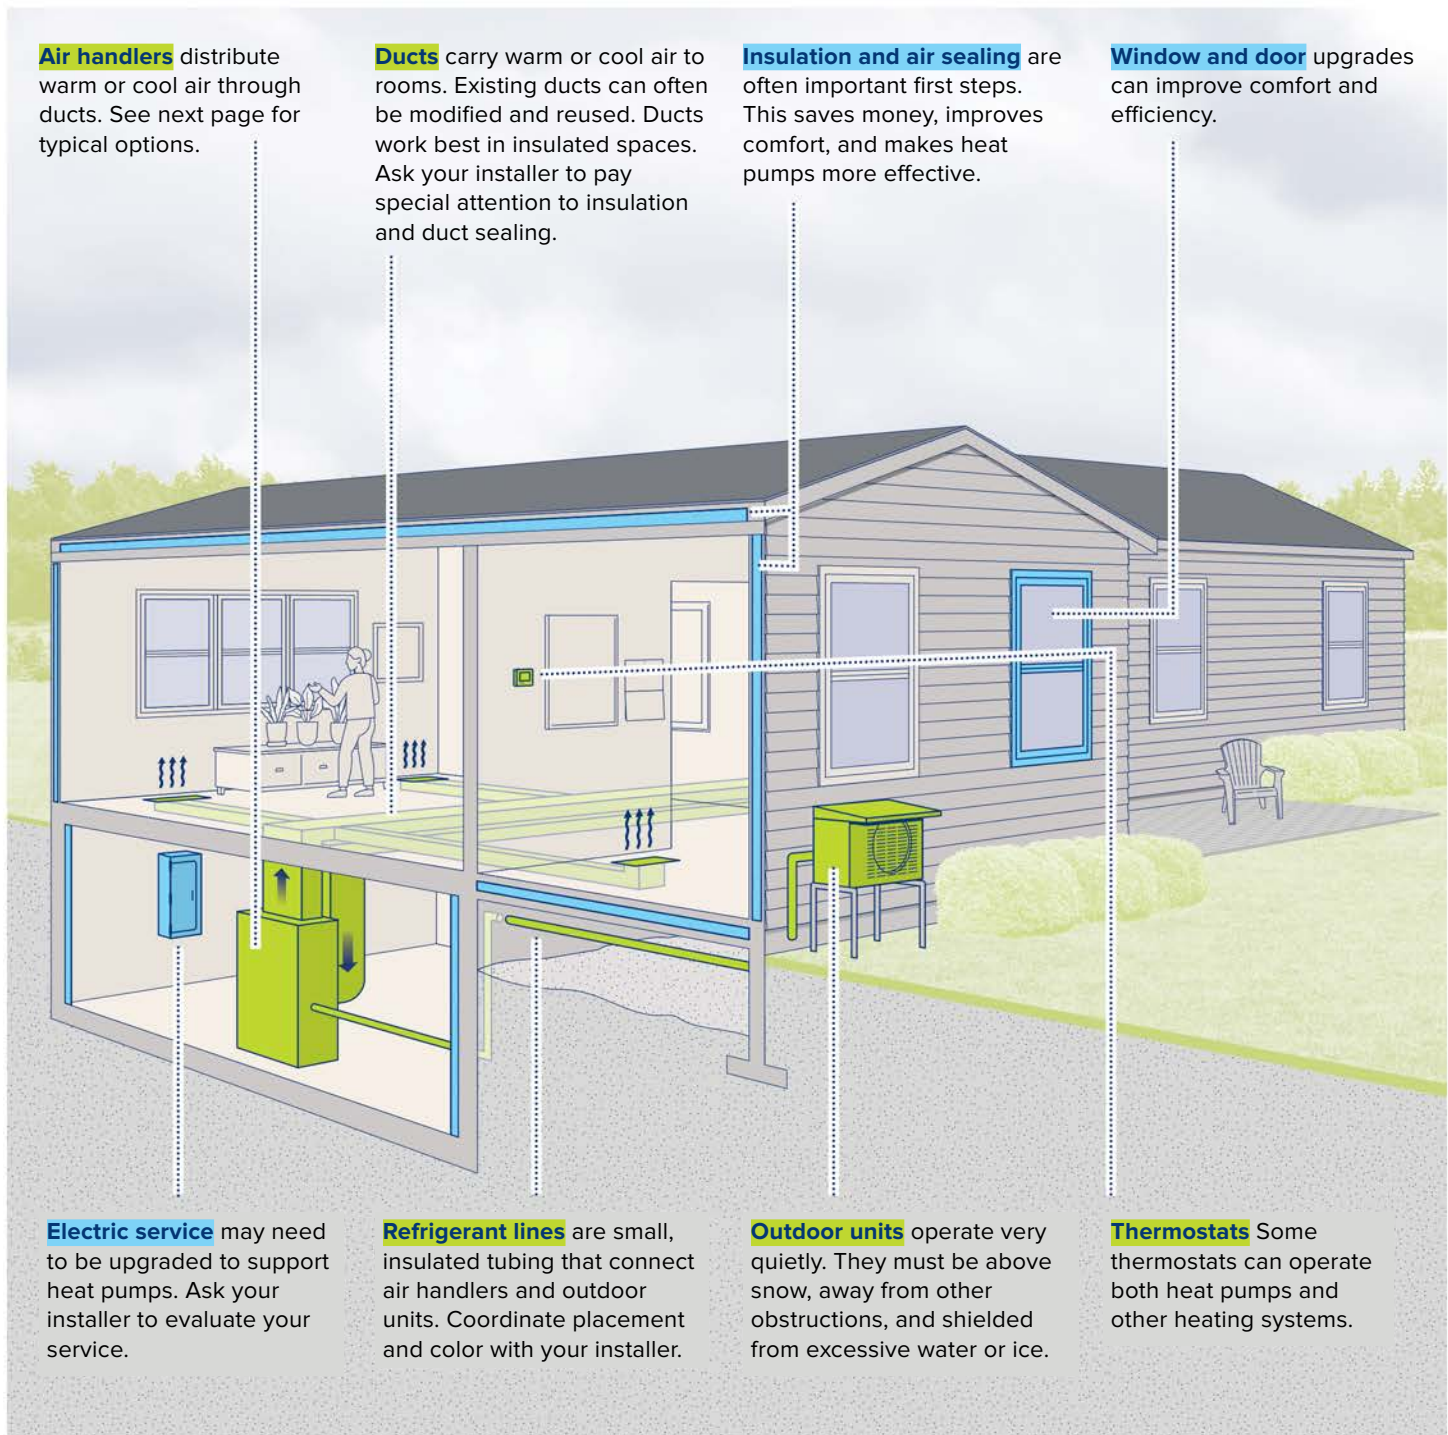 Air handlers distribute
warm or cool air through
ducts. See next page for
typical options.
Ducts carry warm or cool air to
rooms. Existing ducts can often
be modified and reused. Ducts
work best in insulated spaces.
Ask your installer to pay
special attention to insulation
and duct sealing.
Insulation and air sealing are
often important first steps.
This saves money, improves
comfort, and makes heat
pumps more effective.
Window and door upgrades
can improve comfort and
efficiency.
Electric service may need
to be upgraded to support
heat pumps. Ask your
installer to evaluate your
service.
Refrigerant lines are small,
insulated tubing that connect
air handlers and outdoor
units. Coordinate placement
and color with your installer.
Outdoor units operate very
quietly. They must be above
snow, away from other
obstructions, and shielded
from excessive water or ice.
Thermostats Some
thermostats can operate
both heat pumps and
other heating systems.